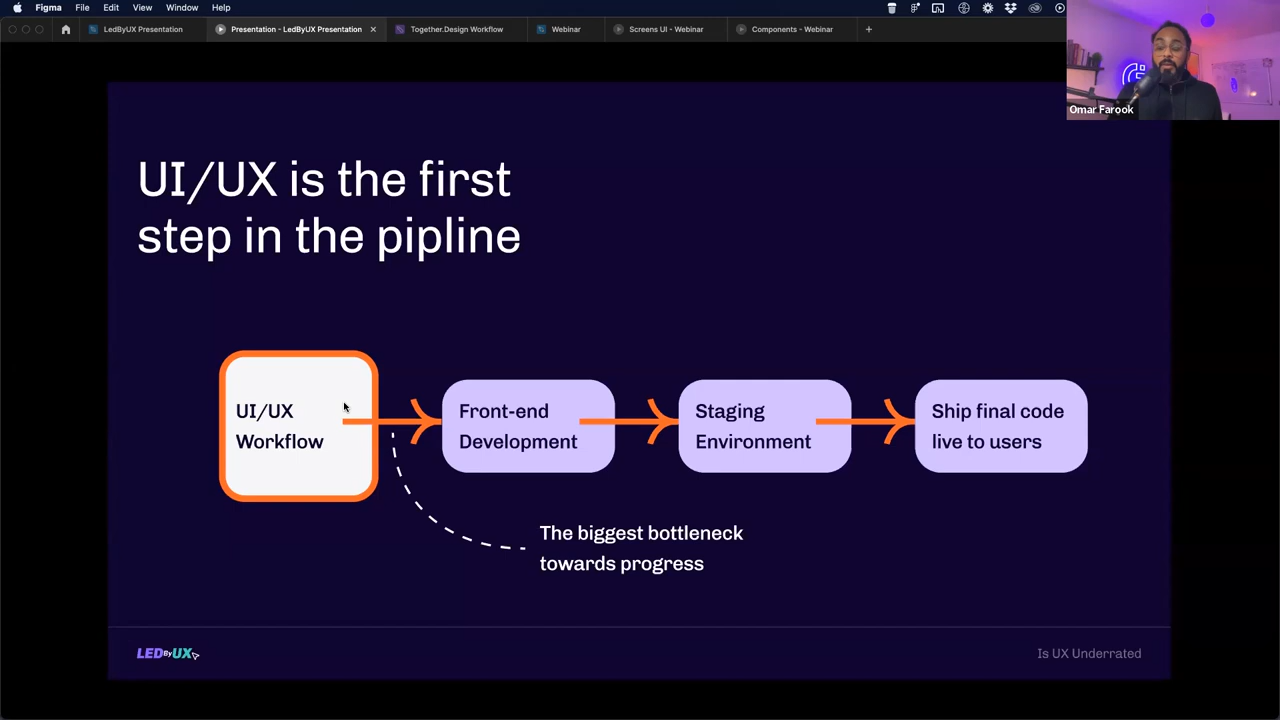 Figma File Edit View Window Help
LedByUX Presentation Presentation - LedByUX Presentation Together.Design Workflow Webinar Screens UI - Webinar Components - Webinar
Omar Farook
UI/UX is the first
step in the pipline
UI/UX
Workflow
Front-end
Development
Staging
Environment
Ship final code
live to users
The biggest bottleneck
towards progress
LEDByUX
Is UX Underrated